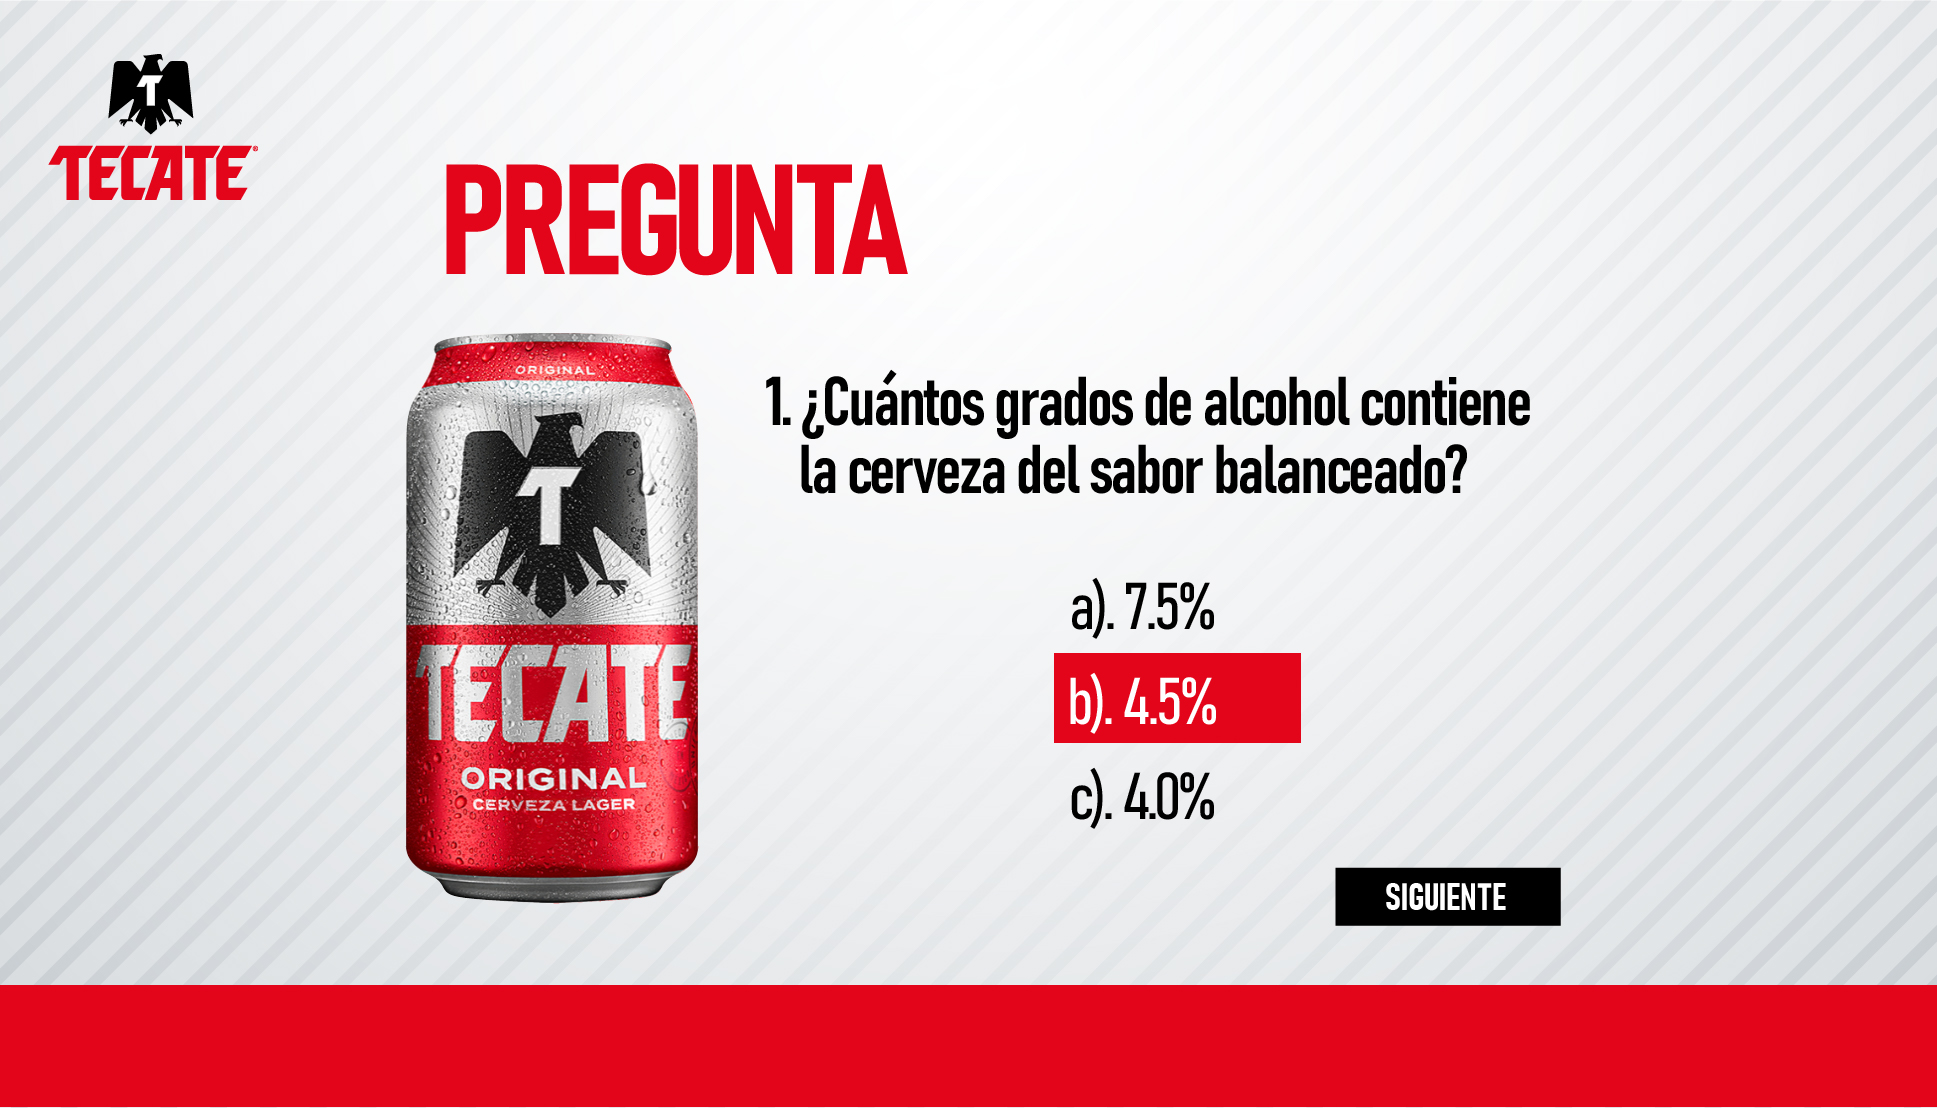 T
TECATE®
PREGUNTA
ORIGINAL
T
TECATE
ORIGINAL
CERVEZA LAGER
1. ¿Cuántos grados de alcohol contiene
la cerveza del sabor balanceado?
a). 7.5%
b). 4.5%
c). 4.0%
SIGUIENTE